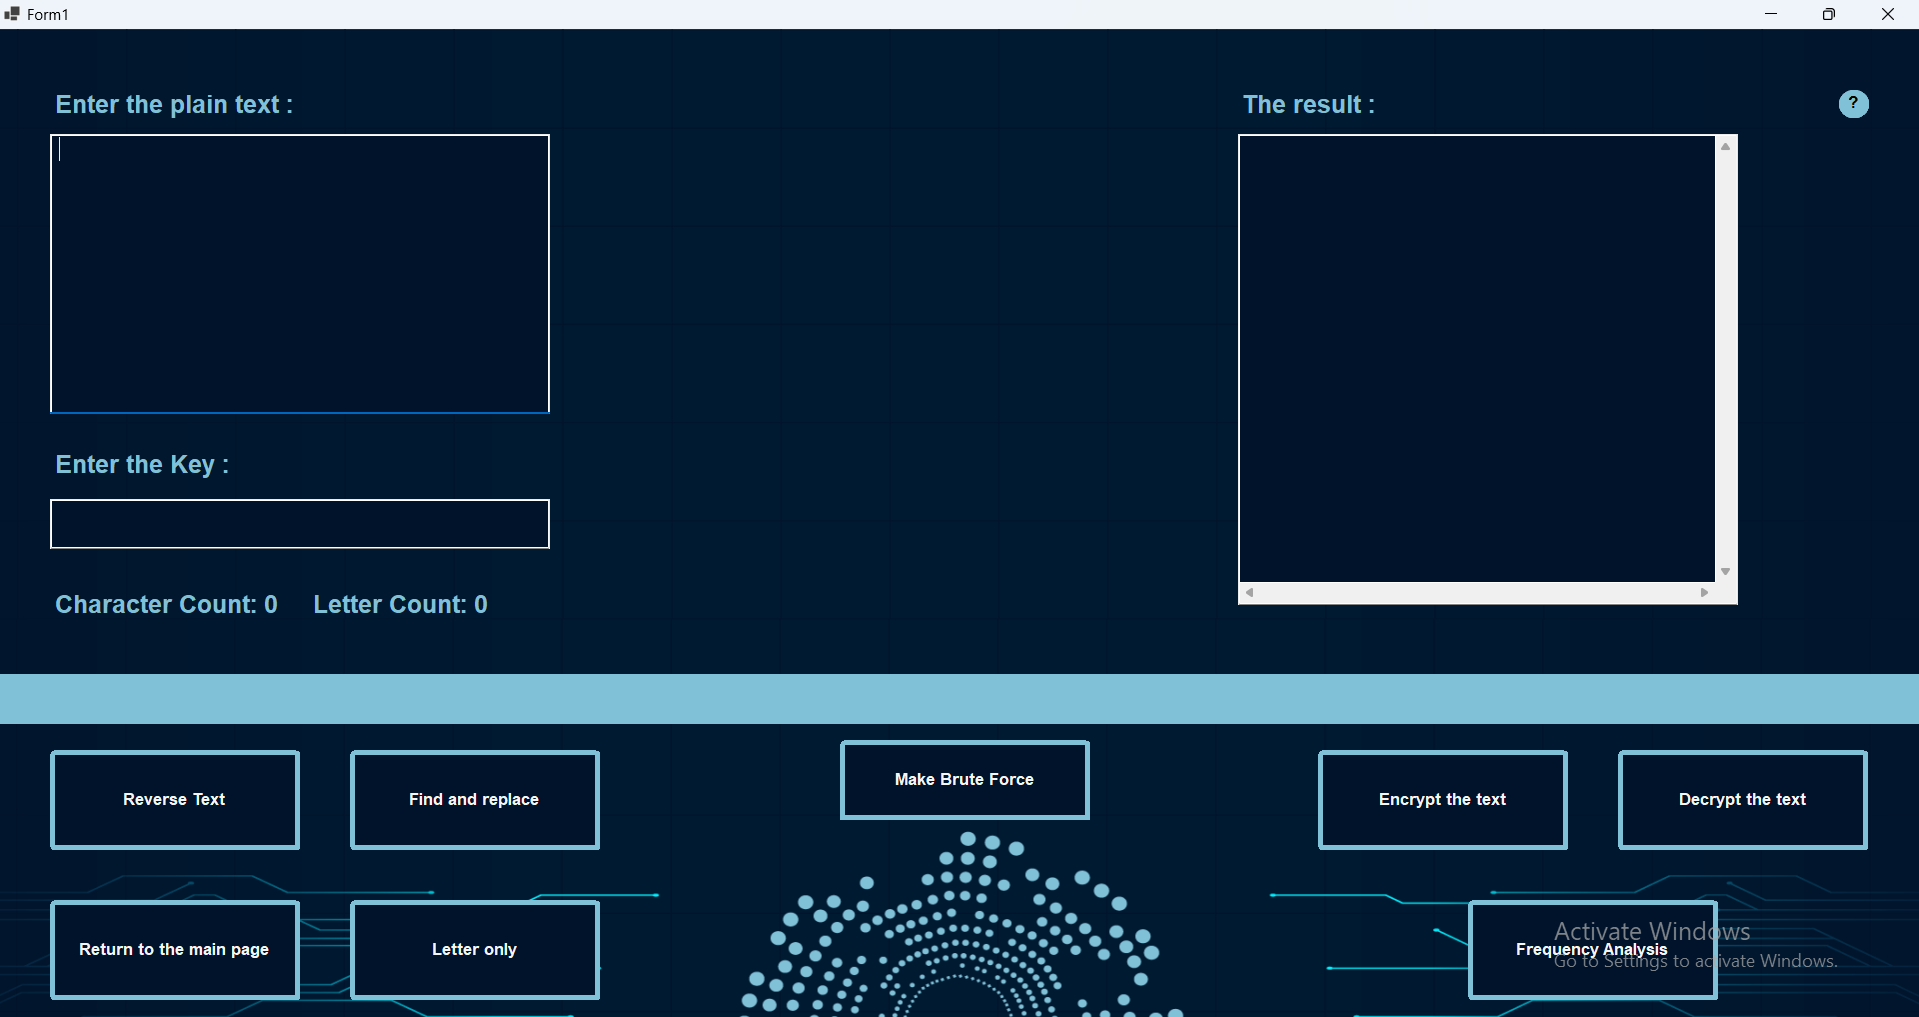 Form1
Enter the plain text :
The result :
?
Enter the Key :
Character Count: 0
Letter Count: 0
Make Brute Force
Reverse Text
Find and replace
Encrypt the text
Decrypt the text
Return to the main page
Letter only
Frequency Analysis
Activate Windows
Go to Settings to activate Windows.